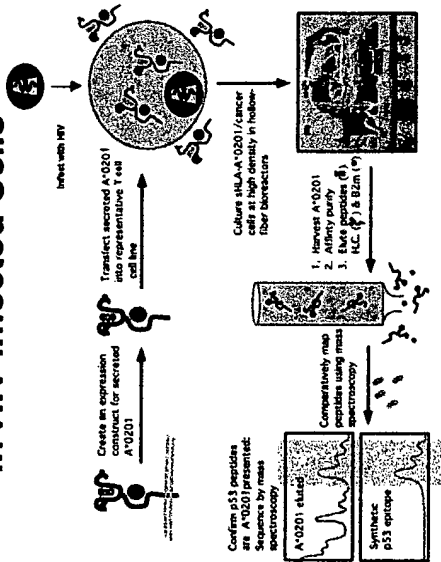 in HIV Infected Cells
Create an expression
construct for secreted
A*0201
Transfect secreted A*0201
into representative T cell
line
Infect with HIV
Culture sHLA-A*0201/cancer
cells at high density in hollow-
fiber bioreactors
1. Harvest A*0201
2. Affinity purify
3. Elute peptides
H.C. & B2m
Comparatively map
peptides using mass
spectroscopy
Confirm p53 peptides
are A*0201 presented:
Sequence by mass
spectroscopy
A*0201 eluted
Synthetic
p53 epitope